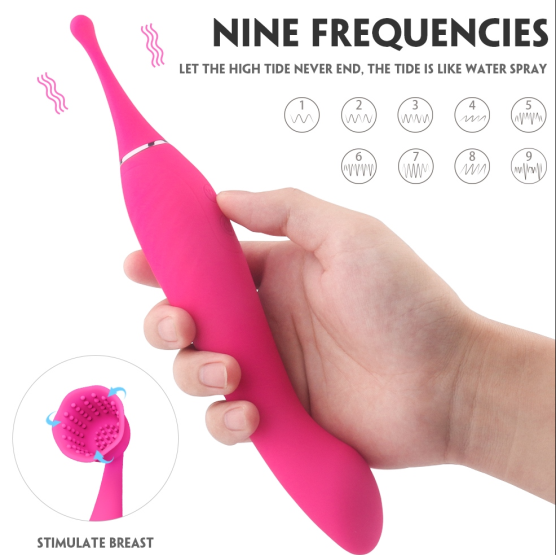 NINE FREQUENCIES
LET THE HIGH TIDE NEVER END, THE TIDE IS LIKE WATER SPRAY
1 2 3 4 5
6 7 8 9
STIMULATE BREAST